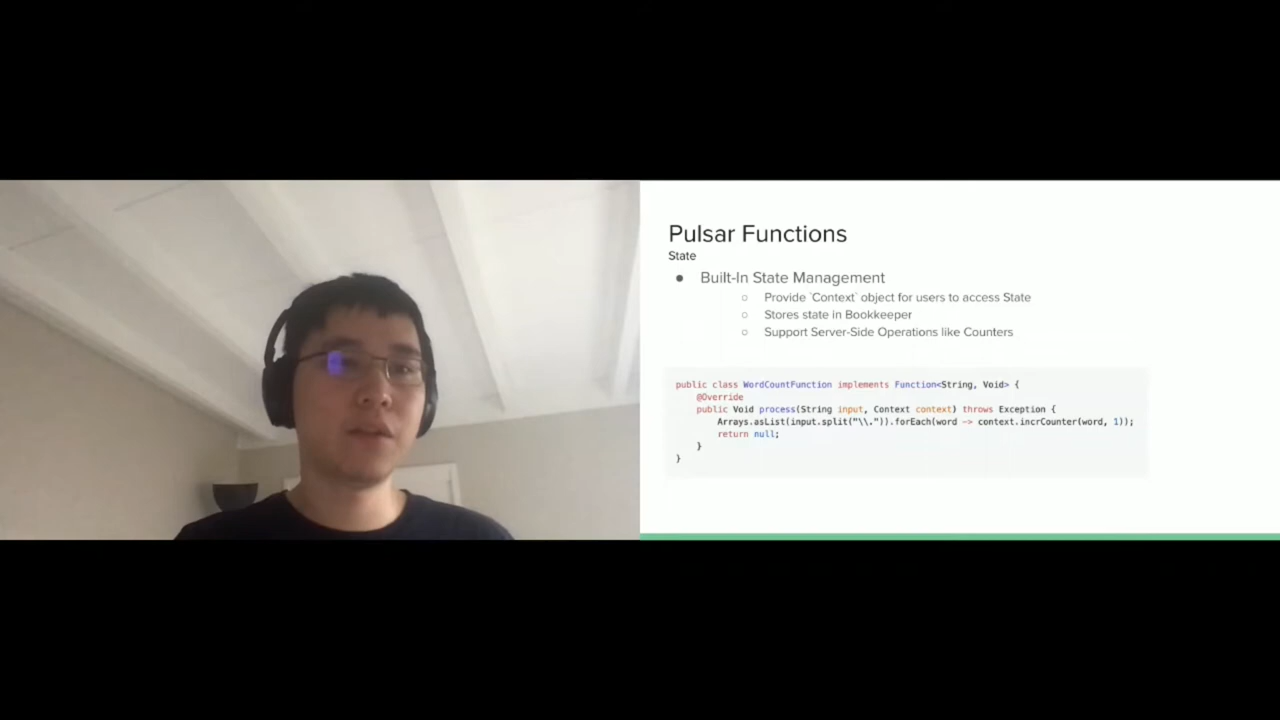 Pulsar Functions
State
● Built-In State Management
○ Provide `Context` object for users to access State
○ Stores state in Bookkeeper
○ Support Server-Side Operations like Counters
public class WordCountFunction implements Function<String, Void> {
@Override
public Void process(String input, Context context) throws Exception {
Arrays.asList(input.split("\\.")).forEach(word -> context.incrCounter(word, 1));
return null;
}
}